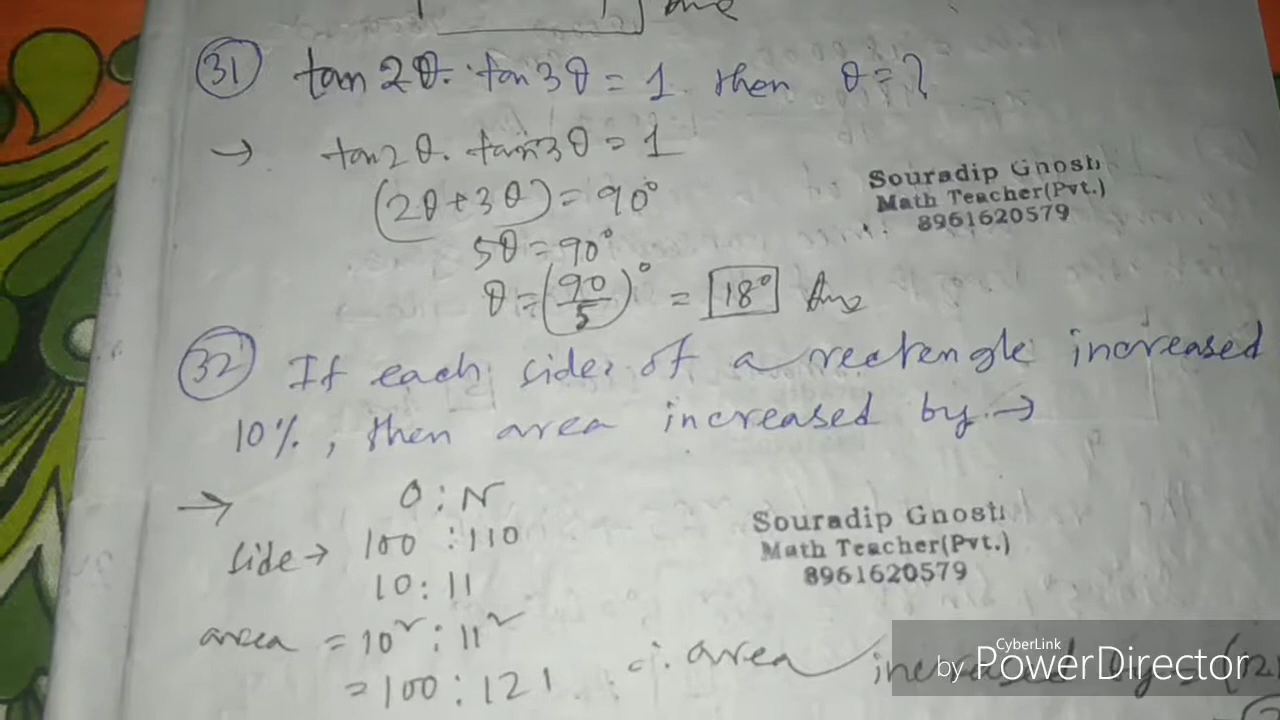 31 tan 2θ. tan 3θ = 1. then θ = ?
→ tan 2θ. tan 3θ = 1
(2θ + 3θ) = 90°
5θ = 90°
θ = (90/5)° = 18° Ans
Souradip Gnosh
Math Teacher(Pvt.)
8961620579
32 If each side of a rectengle increased
10%, then area increased by →
→ O : N
side → 100 : 110
10 : 11
area = 10² : 11²
= 100 : 121
Souradip Gnosh
Math Teacher(Pvt.)
8961620579
∴ area increased by
CyberLink
by PowerDirector